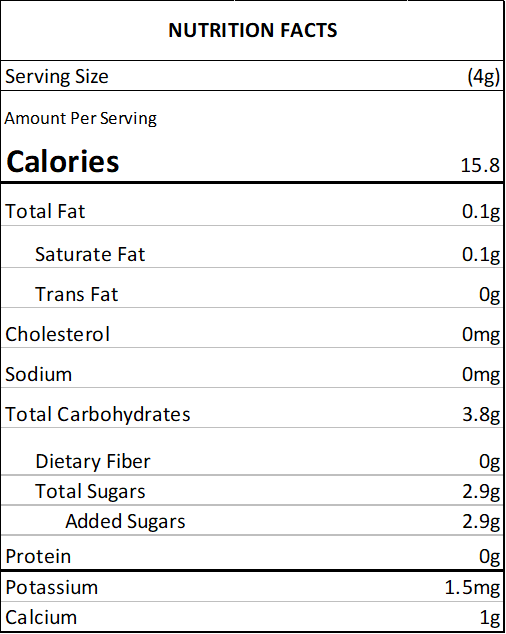 NUTRITION FACTS
Serving Size (4g)
Amount Per Serving
Calories 15.8
Total Fat 0.1g
Saturate Fat 0.1g
Trans Fat 0g
Cholesterol 0mg
Sodium 0mg
Total Carbohydrates 3.8g
Dietary Fiber 0g
Total Sugars 2.9g
Added Sugars 2.9g
Protein 0g
Potassium 1.5mg
Calcium 1g